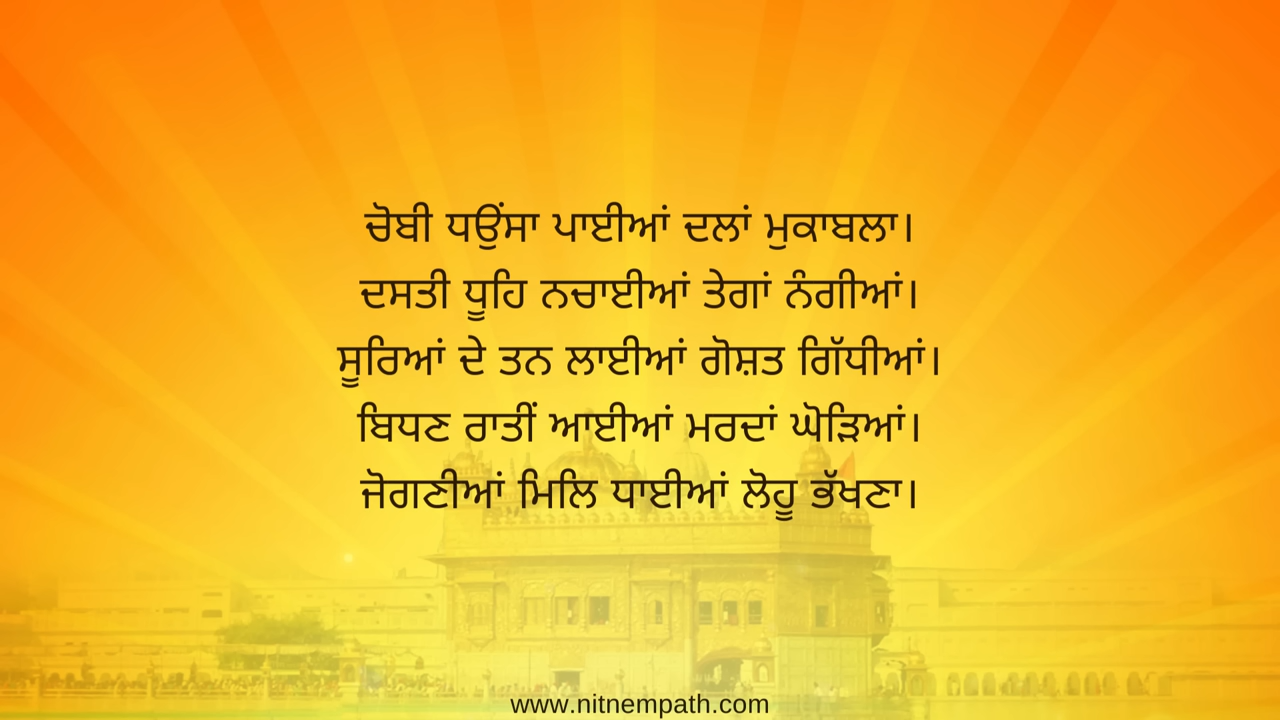 ਚੋਬੀ ਧਉਂਸਾ ਪਾਈਆਂ ਦਲਾਂ ਮੁਕਾਬਲਾ।
ਦਸਤੀ ਧੂਹਿ ਨਚਾਈਆਂ ਤੇਗਾਂ ਨੰਗੀਆਂ।
ਸੂਰਿਆਂ ਦੇ ਤਨ ਲਾਈਆਂ ਗੋਸ਼ਤ ਗਿੱਧੀਆਂ।
ਬਿਧਣ ਰਾਤੀਂ ਆਈਆਂ ਮਰਦਾਂ ਘੋੜਿਆਂ।
ਜੋਗਣੀਆਂ ਮਿਲਿ ਧਾਈਆਂ ਲੋਹੂ ਭੱਖਣਾ।
www.nitnempath.com